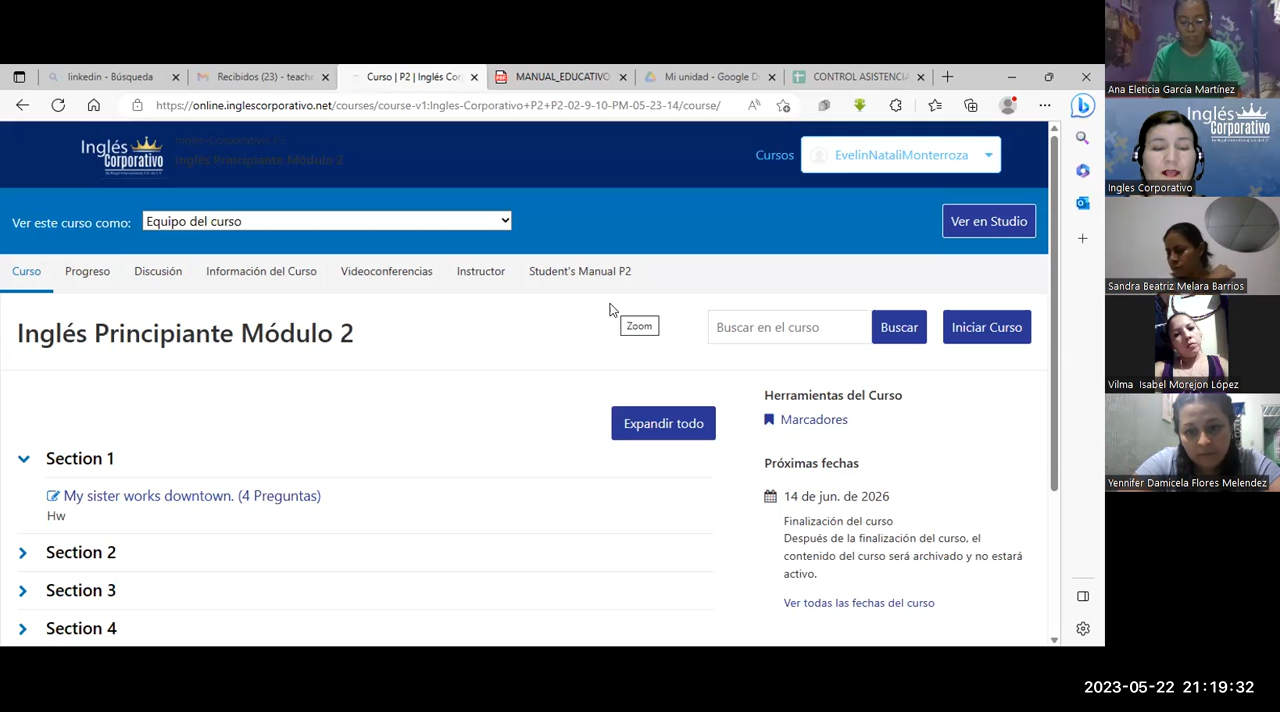 linkedin - Búsqueda
Recibidos (23) - teach
Curso | P2 | Inglés Cor
MANUAL_EDUCATIVO
Mi unidad - Google D
CONTROL ASISTENCIA
https://online.inglescorporativo.net/courses/course-v1:Ingles-Corporativo+P2+P2-02-9-10-PM-05-23-14/course/
Inglés
Corporativo
Ingles-Corporativo: P2
Inglés Principiante Módulo 2
Cursos
EvelinNataliMonterroza
Ver este curso como:
Equipo del curso
Ver en Studio
Curso
Progreso
Discusión
Información del Curso
Videoconferencias
Instructor
Student's Manual P2
Zoom
Inglés Principiante Módulo 2
Buscar en el curso
Buscar
Iniciar Curso
Expandir todo
Section 1
My sister works downtown. (4 Preguntas)
Hw
Section 2
Section 3
Section 4
Herramientas del Curso
Marcadores
Próximas fechas
14 de jun. de 2026
Finalización del curso
Después de la finalización del curso, el
contenido del curso será archivado y no estará
activo.
Ver todas las fechas del curso
Ana Eleticia García Martínez
Inglés
Corporativo
Ingles Corporativo
Sandra Beatriz Melara Barrios
Vilma Isabel Morejon López
Yennifer Damicela Flores Melendez
2023-05-22 21:19:32